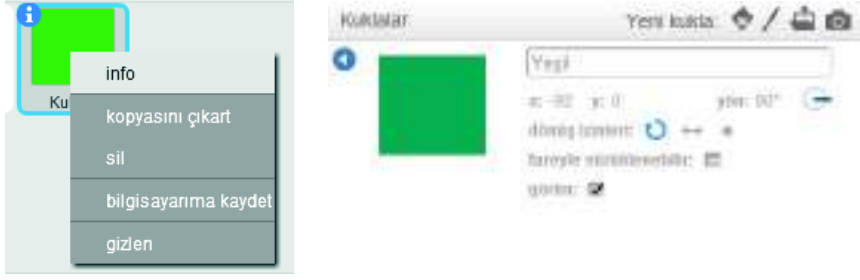 info
Ku
kopyasını çıkart
sil
bilgisayarıma kaydet
gizlen
Kuklalar
Yeni kukla:
Yeşil
x: -92 y: 0 yön: 90°
dönüş
fareyle sürüklenebilir:
göster: